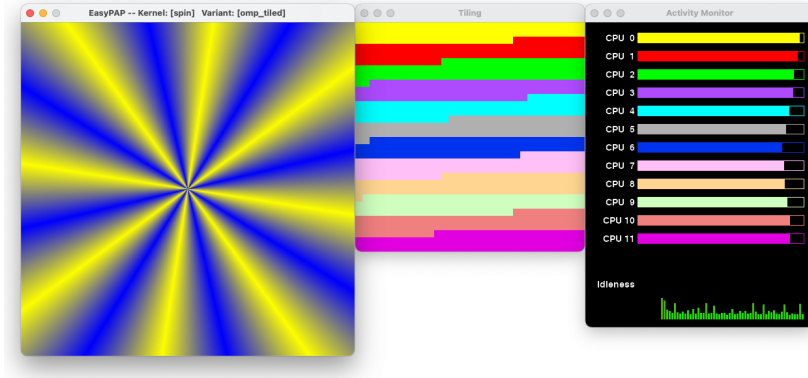 EasyPAP -- Kernel: [spin]   Variant: [omp_tiled]
Tiling
Activity Monitor
CPU 0
CPU 1
CPU 2
CPU 3
CPU 4
CPU 5
CPU 6
CPU 7
CPU 8
CPU 9
CPU 10
CPU 11
Idleness